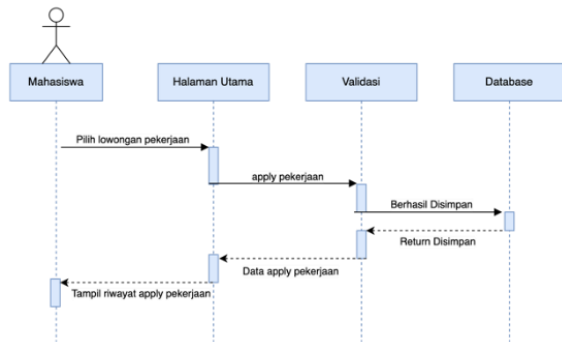 Mahasiswa
Halaman Utama
Validasi
Database
Pilih lowongan pekerjaan
apply pekerjaan
Berhasil Disimpan
Return Disimpan
Data apply pekerjaan
Tampil riwayat apply pekerjaan